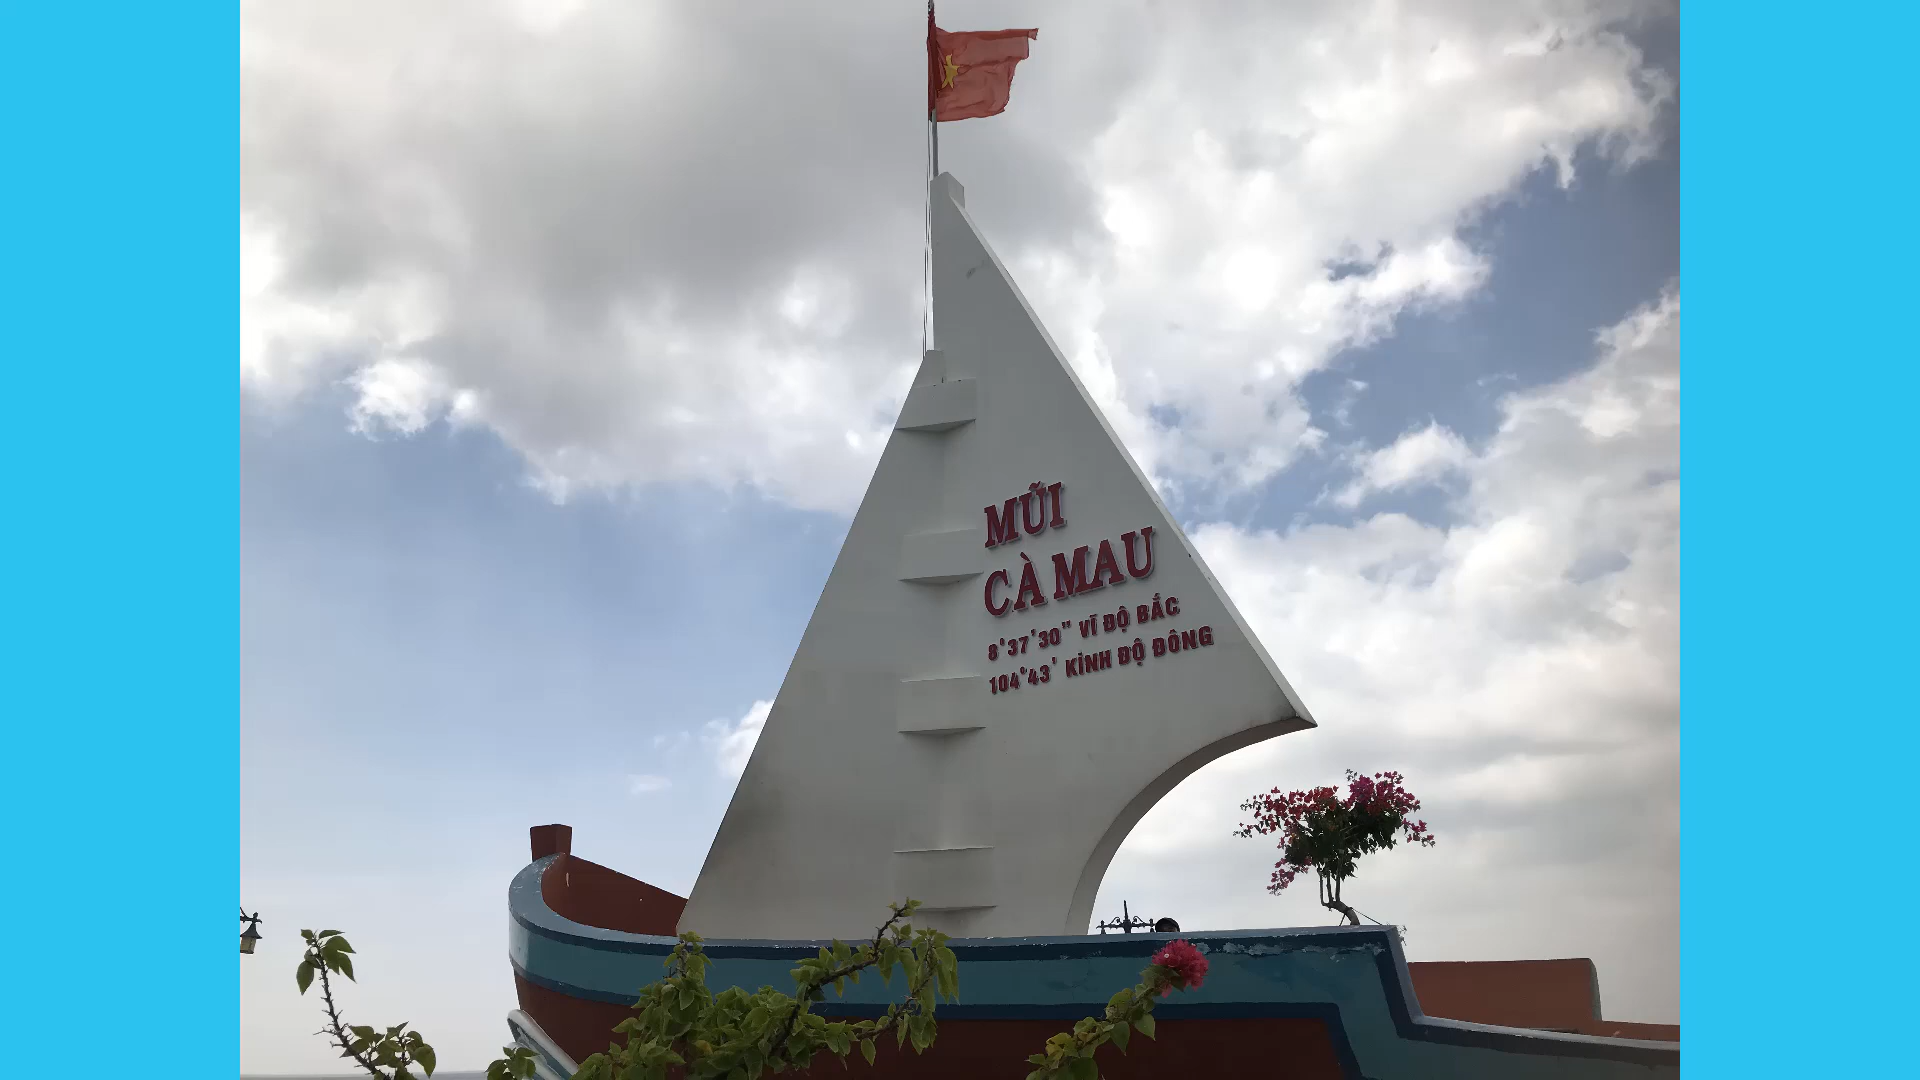 MŨI
CÀ MAU
8°37'30" VĨ ĐỘ BẮC
104°43' KINH ĐỘ ĐÔNG